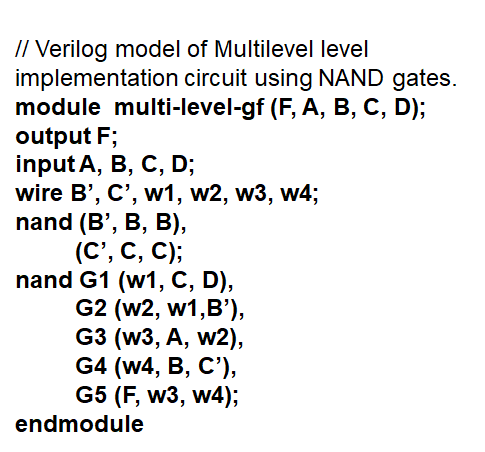 // Verilog model of Multilevel level
implementation circuit using NAND gates.
module multi-level-gf (F, A, B, C, D);
output F;
input A, B, C, D;
wire B’, C’, w1, w2, w3, w4;
nand (B’, B, B),
(C’, C, C);
nand G1 (w1, C, D),
G2 (w2, w1,B’),
G3 (w3, A, w2),
G4 (w4, B, C’),
G5 (F, w3, w4);
endmodule